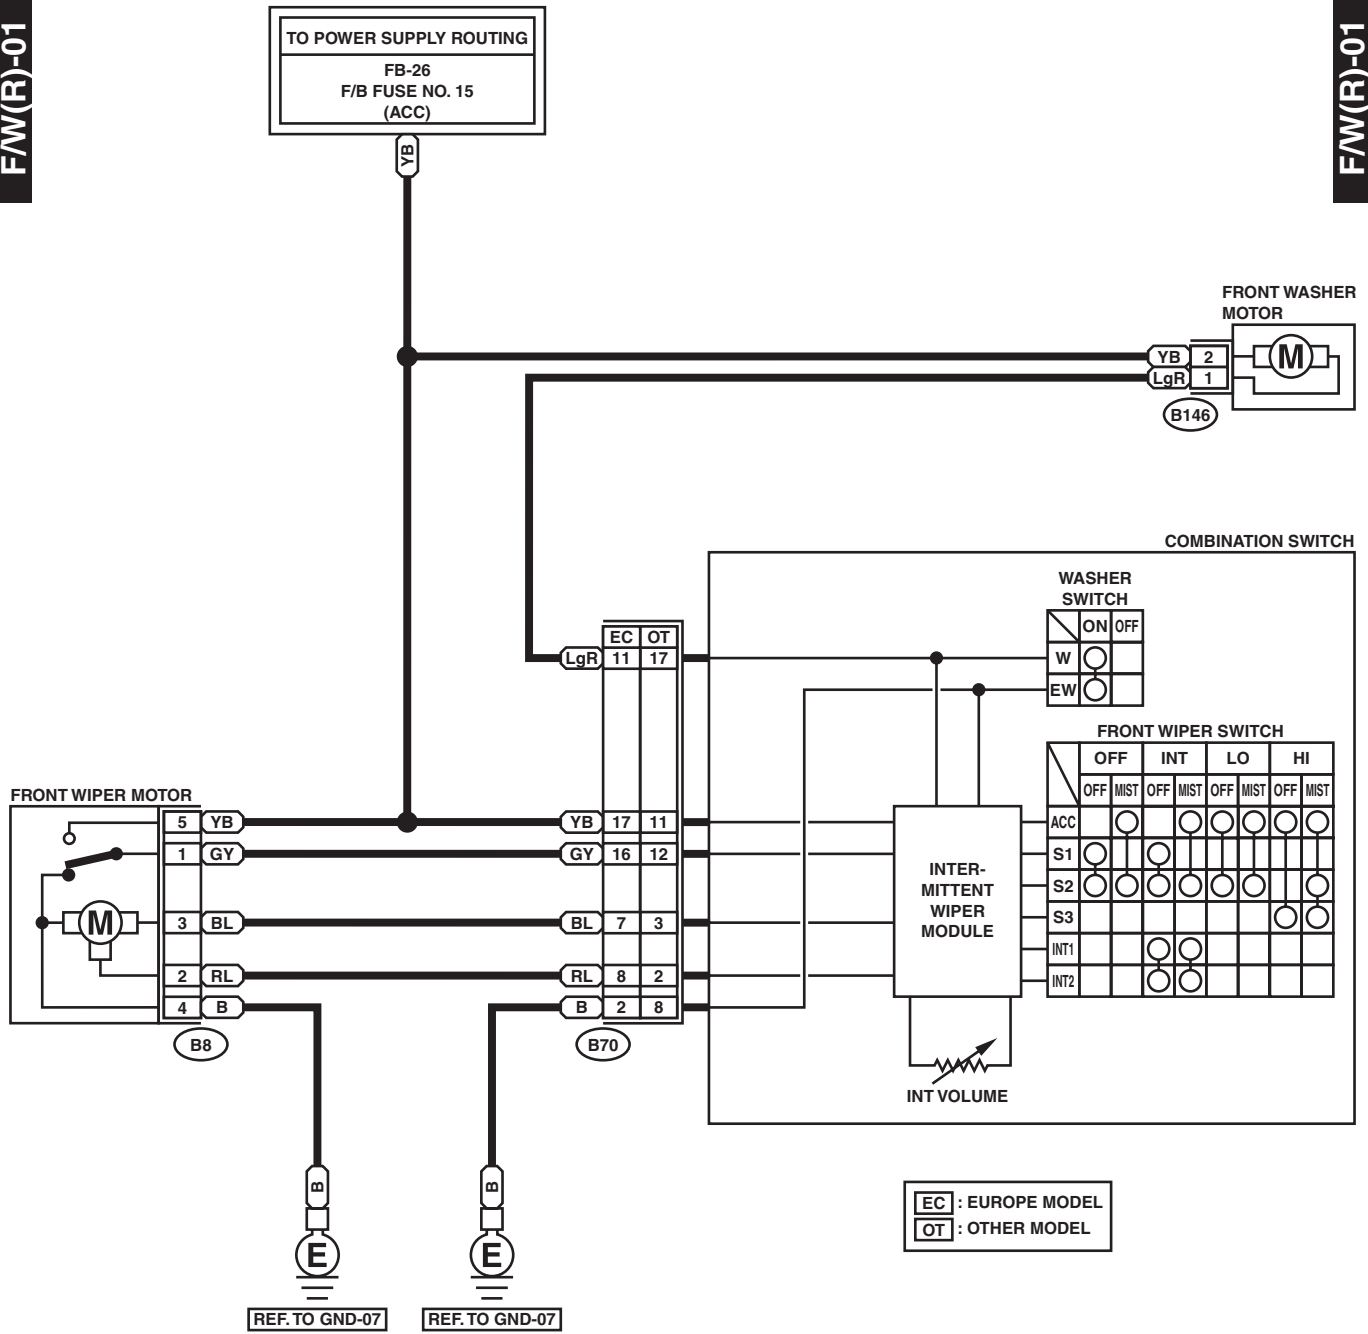 F/W(R)-01
F/W(R)-01
TO POWER SUPPLY ROUTING
FB-26
F/B FUSE NO. 15
(ACC)
YB
FRONT WASHER
MOTOR
YB 2
LgR 1
M
B146
COMBINATION SWITCH
WASHER
SWITCH
ON OFF
W
EW
EC OT
LgR 11 17
FRONT WIPER SWITCH
OFF INT LO HI
OFF MIST OFF MIST OFF MIST OFF MIST
ACC
S1
S2
S3
INT1
INT2
FRONT WIPER MOTOR
5 YB
1 GY
3 BL
2 RL
4 B
M
B8
YB 17 11
GY 16 12
BL 7 3
RL 8 2
B 2 8
B70
INTER-
MITTENT
WIPER
MODULE
INT VOLUME
B
B
E
E
REF. TO GND-07
REF. TO GND-07
EC : EUROPE MODEL
OT : OTHER MODEL